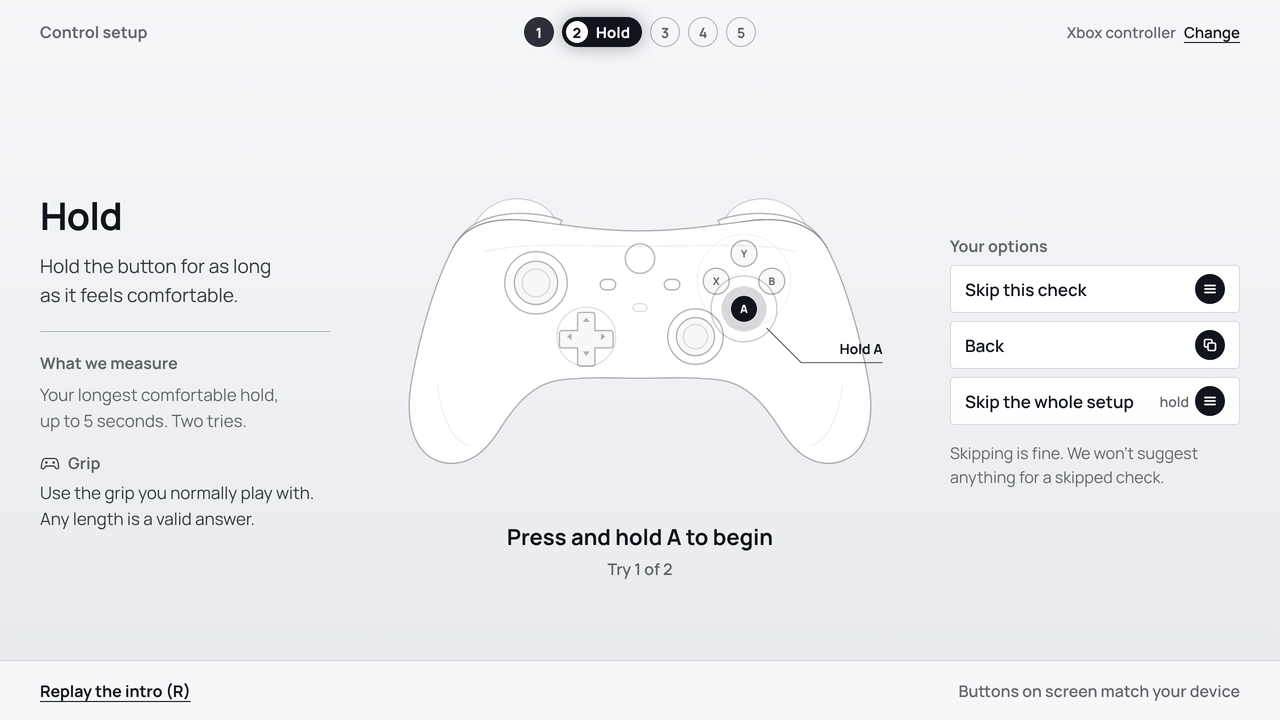 Control setup
1
2 Hold
3
4
5
Xbox controller Change
Hold
Hold the button for as long
as it feels comfortable.
What we measure
Your longest comfortable hold,
up to 5 seconds. Two tries.
Grip
Use the grip you normally play with.
Any length is a valid answer.
Y
X
B
A
Hold A
Press and hold A to begin
Try 1 of 2
Your options
Skip this check
Back
Skip the whole setup hold
Skipping is fine. We won't suggest
anything for a skipped check.
Replay the intro (R)
Buttons on screen match your device